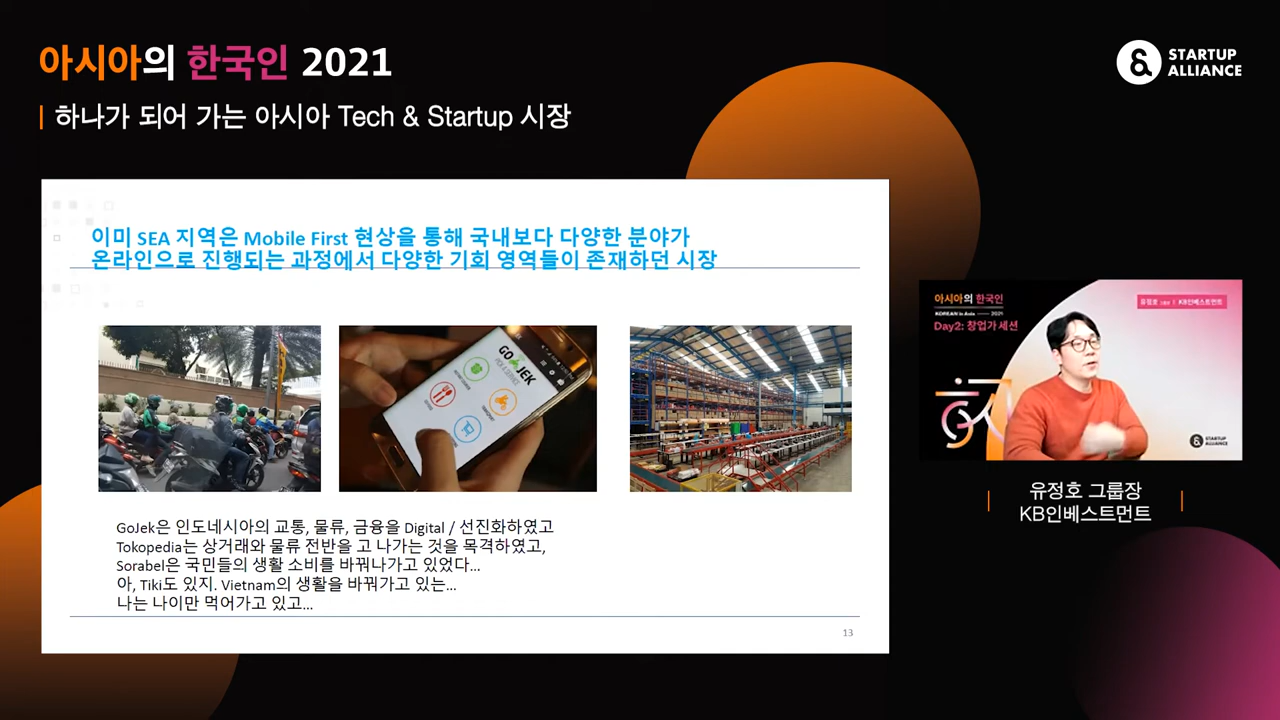 아시아의 한국인 2021
하나가 되어 가는 아시아 Tech & Startup 시장
STARTUP
ALLIANCE
이미 SEA 지역은 Mobile First 현상을 통해 국내보다 다양한 분야가
온라인으로 진행되는 과정에서 다양한 기회 영역들이 존재하던 시장
GO JEK
GoJek은 인도네시아의 교통, 물류, 금융을 Digital / 선진화하였고
Tokopedia는 상거래와 물류 전반을 고 나가는 것을 목격하였고,
Sorabel은 국민들의 생활 소비를 바꿔나가고 있었다...
아, Tiki도 있지. Vietnam의 생활을 바꿔가고 있는...
나는 나이만 먹어가고 있고...
13
아시아의 한국인
KOREAN in Asia 2021
Day2: 창업가 세션
유정호 그룹장 | KB인베스트먼트
STARTUP
ALLIANCE
유정호 그룹장
KB인베스트먼트